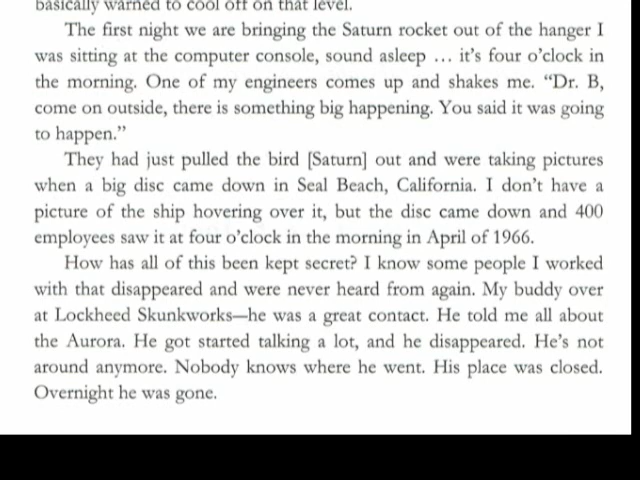 basically warned to cool off on that level.
The first night we are bringing the Saturn rocket out of the hanger I
was sitting at the computer console, sound asleep … it's four o'clock in
the morning. One of my engineers comes up and shakes me. "Dr. B,
come on outside, there is something big happening. You said it was going
to happen."
They had just pulled the bird [Saturn] out and were taking pictures
when a big disc came down in Seal Beach, California. I don't have a
picture of the ship hovering over it, but the disc came down and 400
employees saw it at four o'clock in the morning in April of 1966.
How has all of this been kept secret? I know some people I worked
with that disappeared and were never heard from again. My buddy over
at Lockheed Skunkworks—he was a great contact. He told me all about
the Aurora. He got started talking a lot, and he disappeared. He's not
around anymore. Nobody knows where he went. His place was closed.
Overnight he was gone.